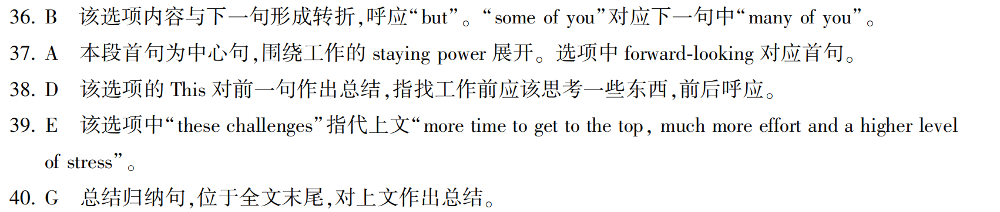 36. B 该选项内容与下一句形成转折,呼应“but”。“some of you”对应下一句中“many of you”。
37. A 本段首句为中心句,围绕工作的 staying power 展开。选项中 forward-looking 对应首句。
38. D 该选项的 This 对前一句作出总结,指找工作前应该思考一些东西,前后呼应。
39. E 该选项中“these challenges”指代上文“more time to get to the top, much more effort and a higher level
of stress”。
40. G 总结归纳句,位于全文末尾,对上文作出总结。